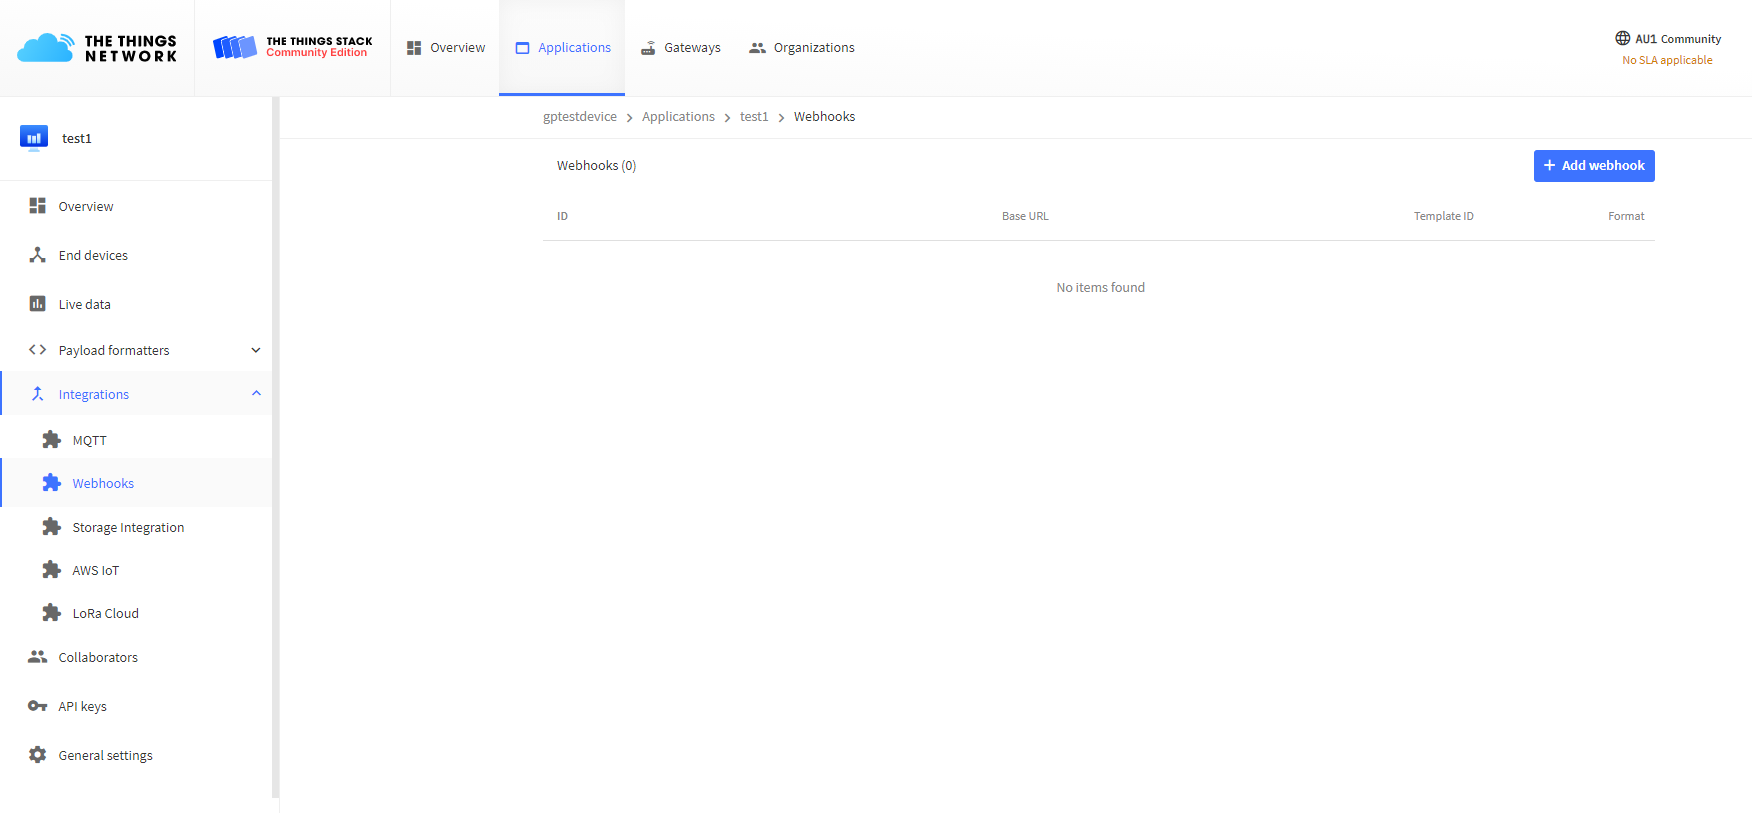 THE THINGS
NETWORK
THE THINGS STACK
Community Edition
Overview
Applications
Gateways
Organizations
AU1 Community
No SLA applicable
test1
Overview
End devices
Live data
Payload formatters
Integrations
MQTT
Webhooks
Storage Integration
AWS IoT
LoRa Cloud
Collaborators
API keys
General settings
gptestdevice > Applications > test1 > Webhooks
Webhooks (0)
+ Add webhook
ID Base URL Template ID Format
No items found